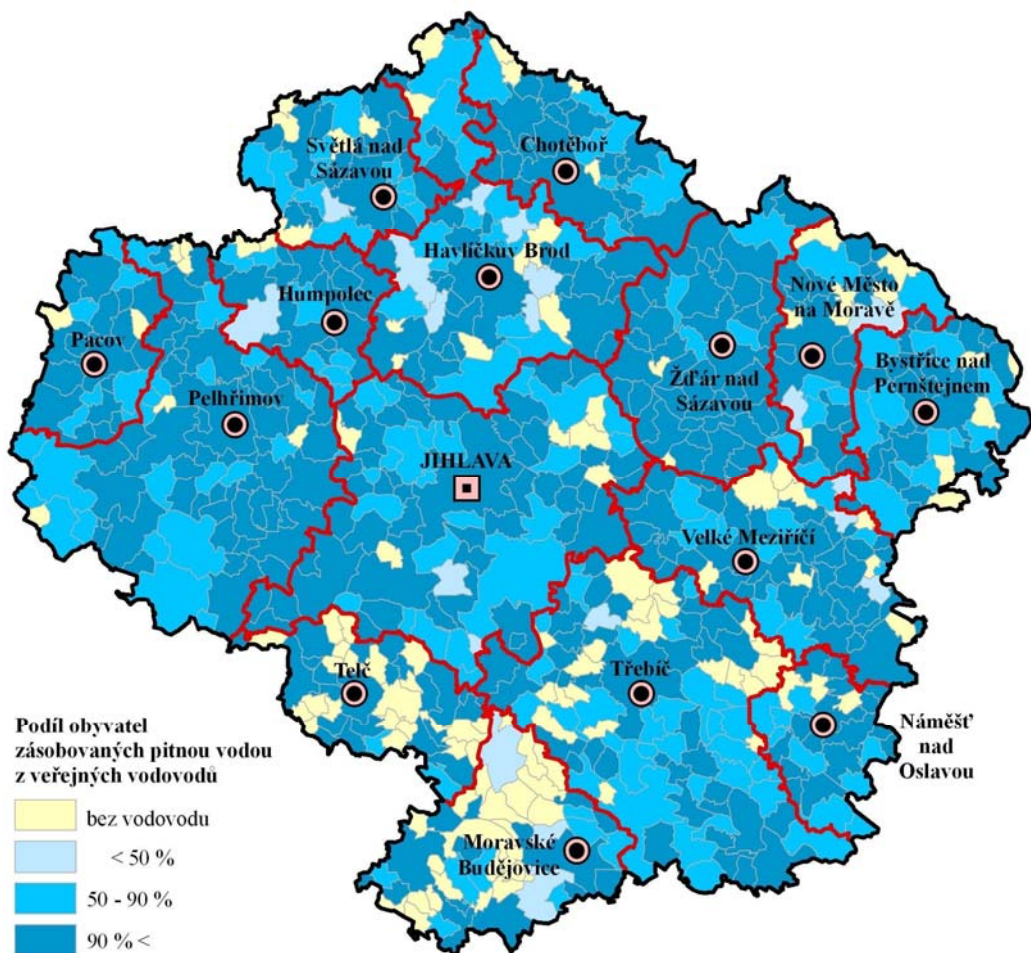 Světlá nad
Sázavou
Chotěboř
Havlíčkův Brod
Humpolec
Nové Město
na Moravě
Pacov
Žďár nad
Sázavou
Bystřice nad
Pernštejnem
Pelhřimov
JIHLAVA
Velké Meziříčí
Telč
Třebíč
Náměšť
nad
Oslavou
Moravské
Budějovice
Podíl obyvatel
zásobovaných pitnou vodou
z veřejných vodovodů
bez vodovodu
< 50 %
50 - 90 %
90 % <